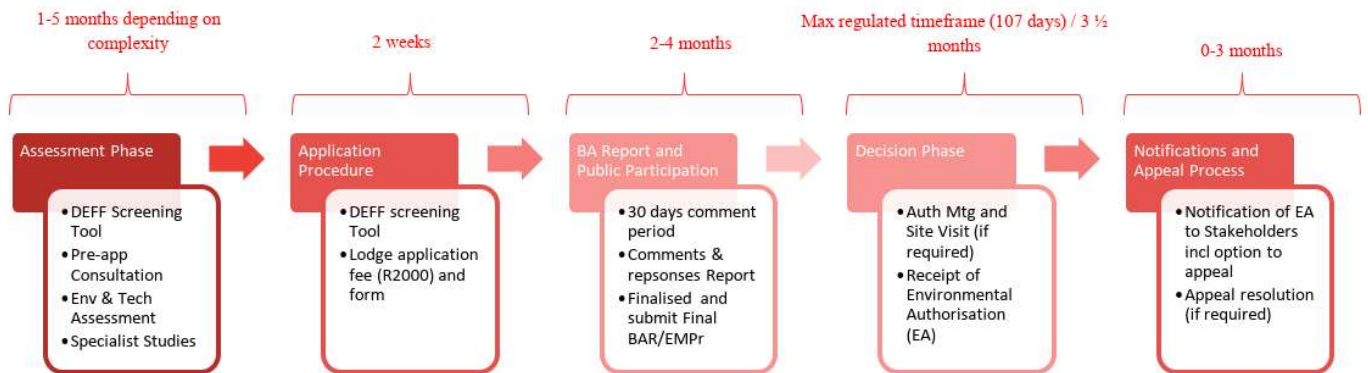 1-5 months depending on
complexity
2 weeks
2-4 months
Max regulated timeframe (107 days) / 3 ½
months
0-3 months
Assessment Phase
• DEFF Screening
Tool
• Pre-app
Consultation
• Env & Tech
Assessment
• Specialist Studies
Application
Procedure
• DEFF screening
Tool
• Lodge application
fee (R2000) and
form
BA Report and
Public Participation
• 30 days comment
period
• Comments &
repsonses Report
• Finalised and
submit Final
BAR/EMPr
Decision Phase
• Auth Mtg and
Site Visit (if
required)
• Receipt of
Environmental
Authorisation
(EA)
Notifications and
Appeal Process
• Notification of EA
to Stakeholders
incl option to
appeal
• Appeal resolution
(if required)